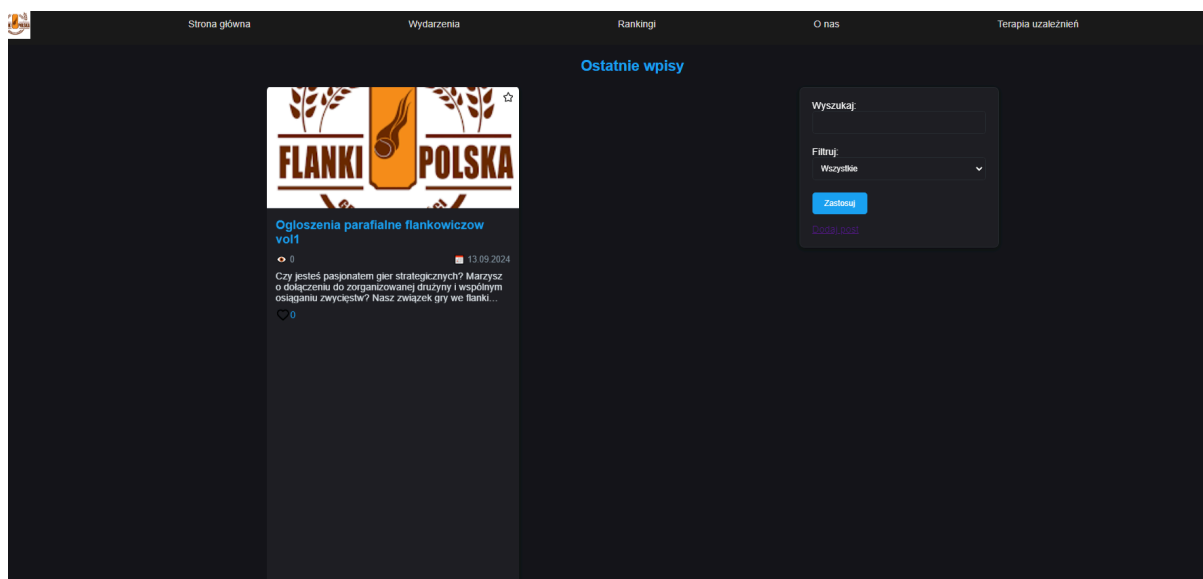 Strona główna
Wydarzenia
Rankingi
O nas
Terapia uzależnień
Ostatnie wpisy
FLANKI POLSKA
Ogloszenia parafialne flankowiczow
vol1
0
13.09.2024
Czy jesteś pasjonatem gier strategicznych? Marzysz
o dołączeniu do zorganizowanej drużyny i wspólnym
osiąganiu zwycięstw? Nasz związek gry we flanki...
0
Wyszukaj:
Filtruj:
Wszystkie
Zastosuj
Dodaj post